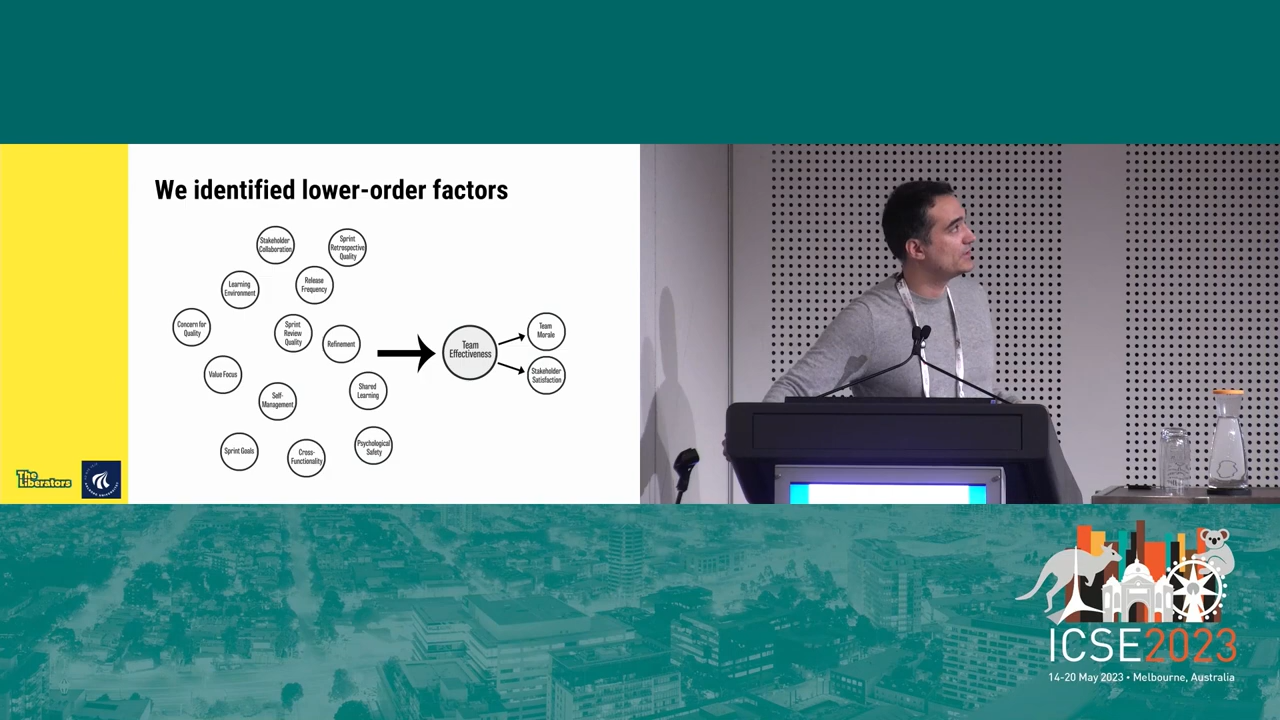 We identified lower-order factors
Stakeholder
Collaboration
Sprint
Retrospective
Quality
Learning
Environment
Release
Frequency
Concern for
Quality
Sprint
Review
Quality
Refinement
Team
Effectiveness
Team
Morale
Value Focus
Stakeholder
Satisfaction
Self-
Management
Shared
Learning
Sprint Goals
Cross-
Functionality
Psychological
Safety
The
Liberators
ICSE2023
14-20 May 2023 • Melbourne, Australia